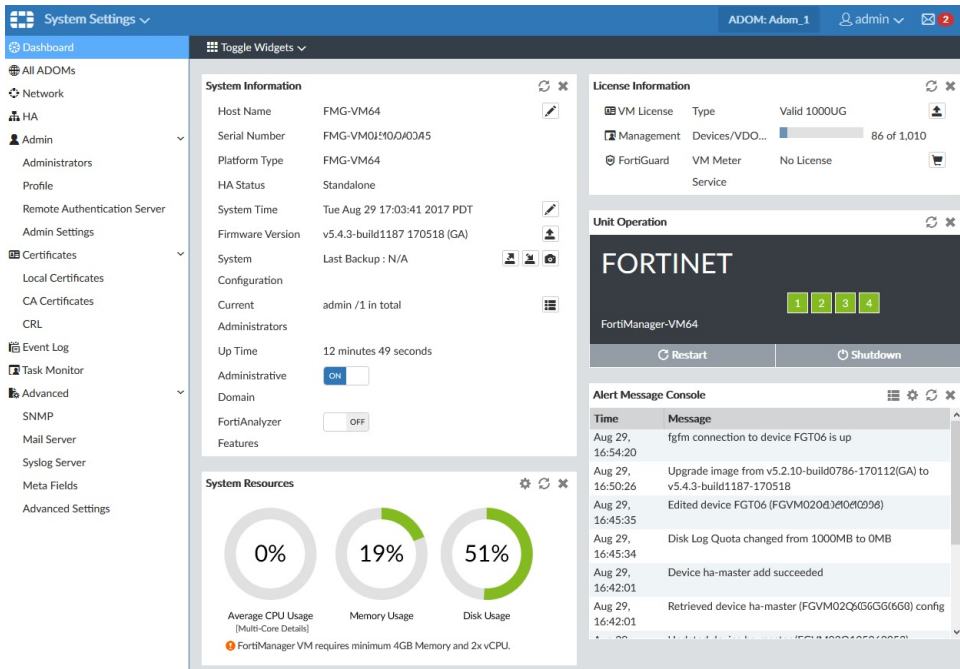 System Settings
ADOM: Adom_1
admin
2
Dashboard
All ADOMs
Network
HA
Admin
Administrators
Profile
Remote Authentication Server
Admin Settings
Certificates
Local Certificates
CA Certificates
CRL
Event Log
Task Monitor
Advanced
SNMP
Mail Server
Syslog Server
Meta Fields
Advanced Settings
Toggle Widgets
System Information
Host Name FMG-VM64
Serial Number
Platform Type FMG-VM64
HA Status Standalone
System Time Tue Aug 29 17:03:41 2017 PDT
Firmware Version v5.4.3-build1187 170518 (GA)
System Last Backup : N/A
Configuration
Current admin /1 in total
Administrators
Up Time 12 minutes 49 seconds
Administrative ON
Domain
FortiAnalyzer OFF
Features
System Resources
0% 19% 51%
Average CPU Usage Memory Usage Disk Usage
[Multi-Core Details]
FortiManager VM requires minimum 4GB Memory and 2x vCPU.
License Information
VM License Type Valid 1000UG
Management Devices/VDO... 86 of 1,010
FortiGuard VM Meter No License
Service
Unit Operation
FORTINET
1 2 3 4
FortiManager-VM64
Restart Shutdown
Alert Message Console
Time Message
Aug 29, fgfm connection to device FGT06 is up
16:54:20
Aug 29, Upgrade image from v5.2.10-build0786-170112(GA) to
16:50:26 v5.4.3-build1187-170518
Aug 29, Edited device FGT06
16:45:35
Aug 29, Disk Log Quota changed from 1000MB to 0MB
16:45:34
Aug 29, Device ha-master add succeeded
16:42:01
Aug 29, Retrieved device ha-master config
16:42:01